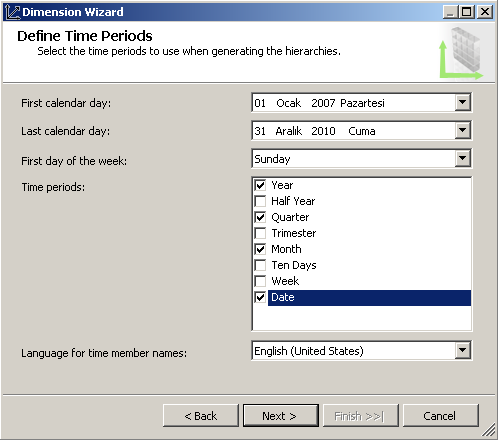 Dimension Wizard
Define Time Periods
Select the time periods to use when generating the hierarchies.
First calendar day: 01 Ocak 2007 Pazartesi
Last calendar day: 31 Aralık 2010 Cuma
First day of the week: Sunday
Time periods: Year
Half Year
Quarter
Trimester
Month
Ten Days
Week
Date
Language for time member names: English (United States)
< Back Next > Finish >>| Cancel